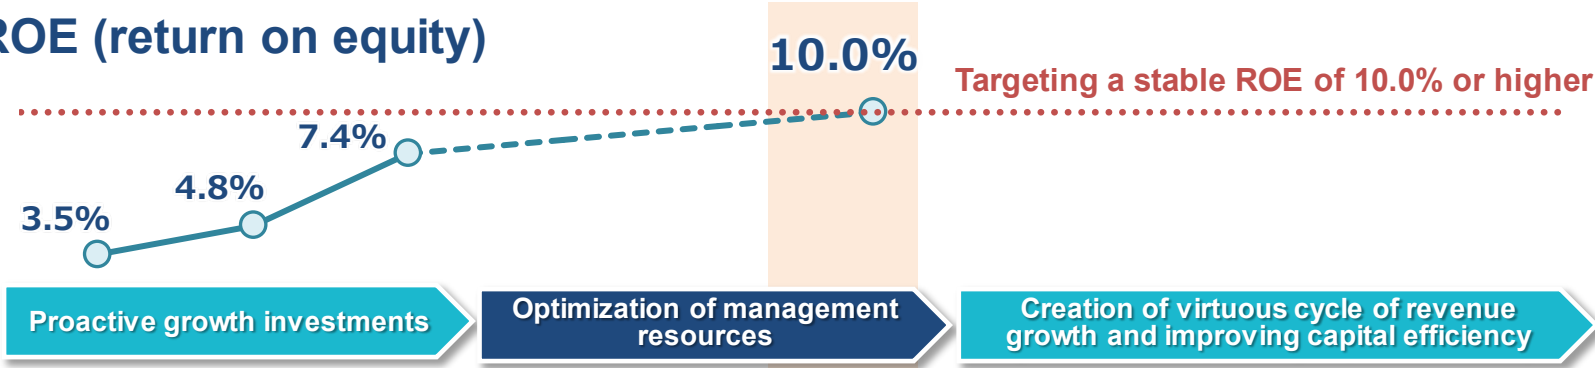 ROE (return on equity)
10.0%
Targeting a stable ROE of 10.0% or higher
7.4%
4.8%
3.5%
Proactive growth investments
Optimization of management
resources
Creation of virtuous cycle of revenue
growth and improving capital efficiency